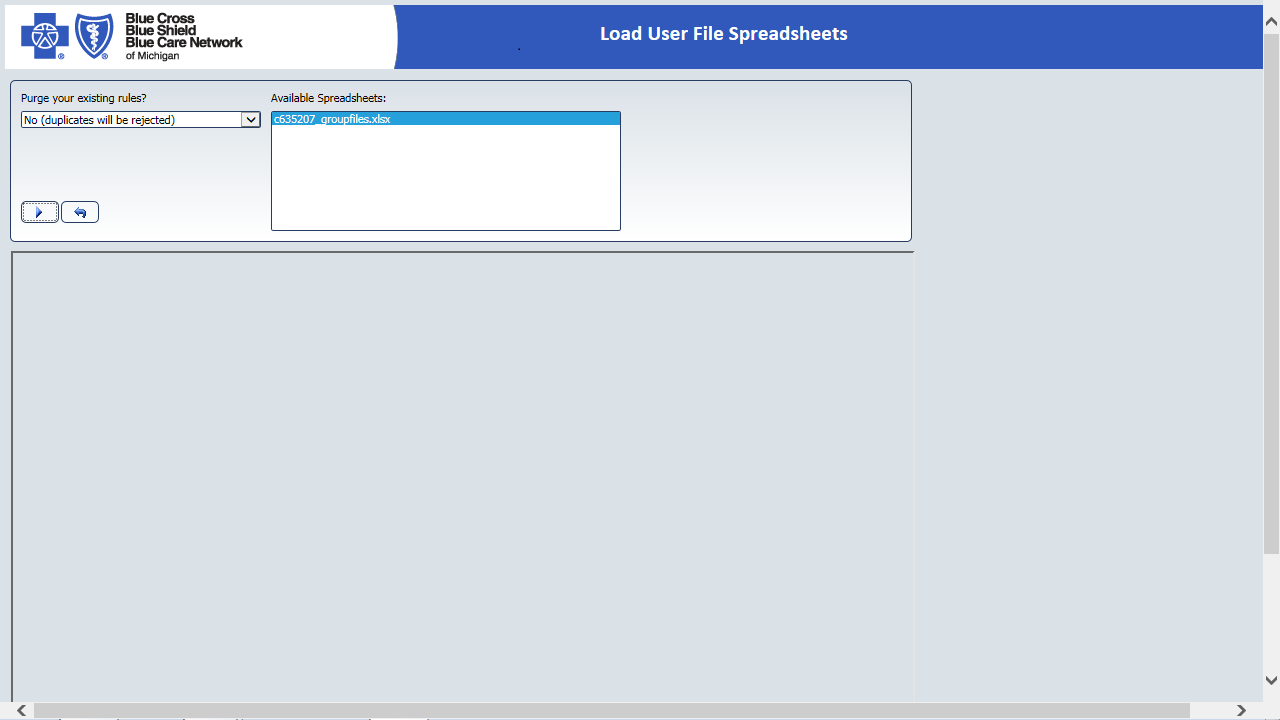 Blue Cross
Blue Shield
Blue Care Network
of Michigan
Load User File Spreadsheets
Purge your existing rules?
Available Spreadsheets:
No (duplicates will be rejected)
c635207_groupfiles.xlsx